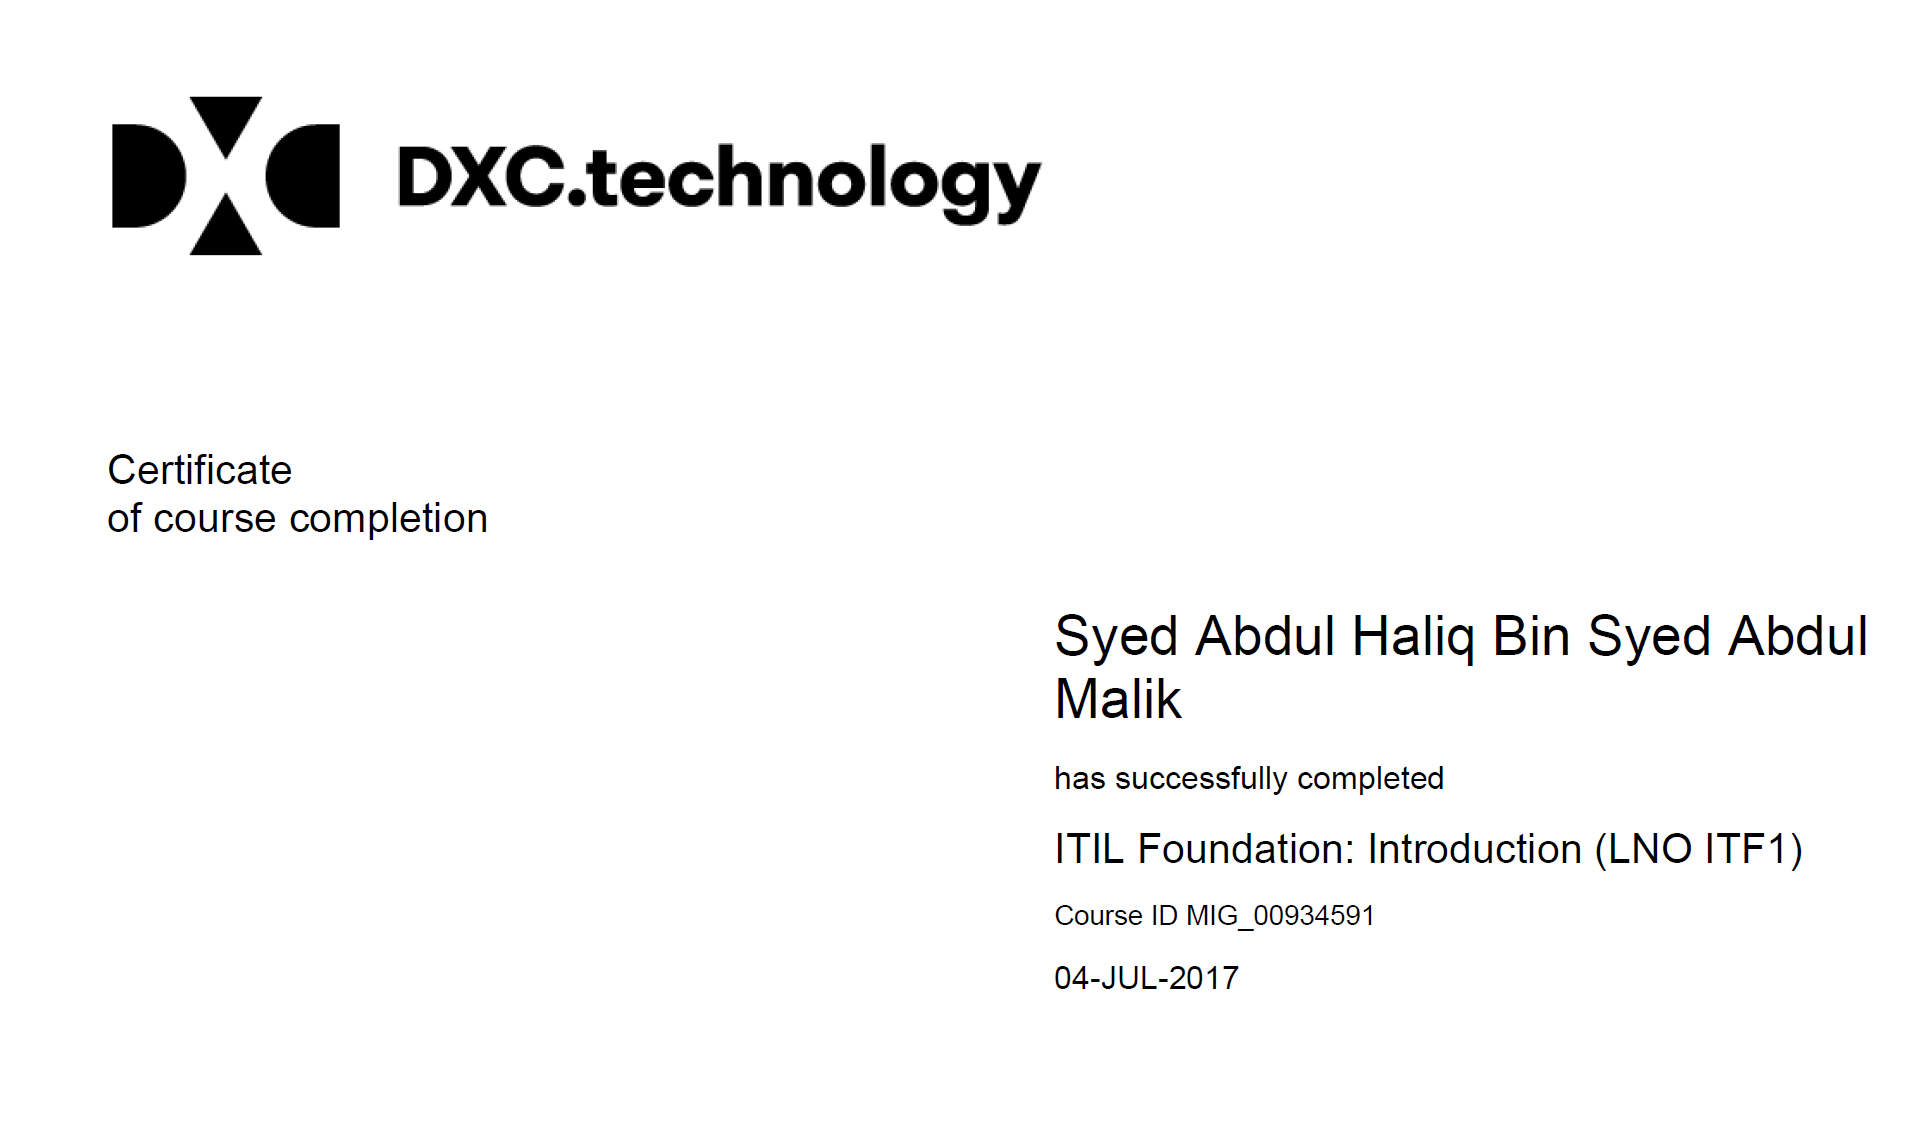 DXC.technology
Certificate
of course completion
Syed Abdul Haliq Bin Syed Abdul
Malik
has successfully completed
ITIL Foundation: Introduction (LNO ITF1)
Course ID MIG_00934591
04-JUL-2017